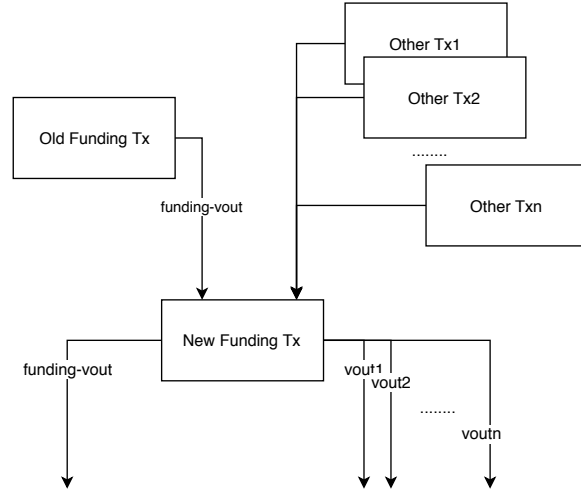 Other Tx1
Other Tx2
Old Funding Tx
........
funding-vout
Other Txn
New Funding Tx
funding-vout
vout1
vout2
........
voutn